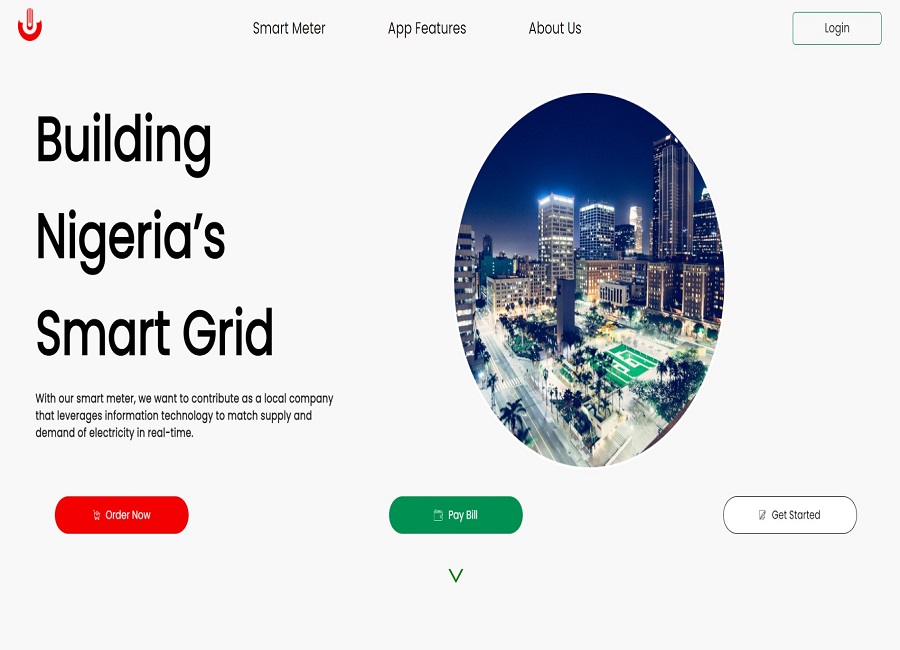 Smart Meter
App Features
About Us
Login
Building
Nigeria’s
Smart Grid
With our smart meter, we want to contribute as a local company
that leverages information technology to match supply and
demand of electricity in real-time.
Order Now
Pay Bill
Get Started